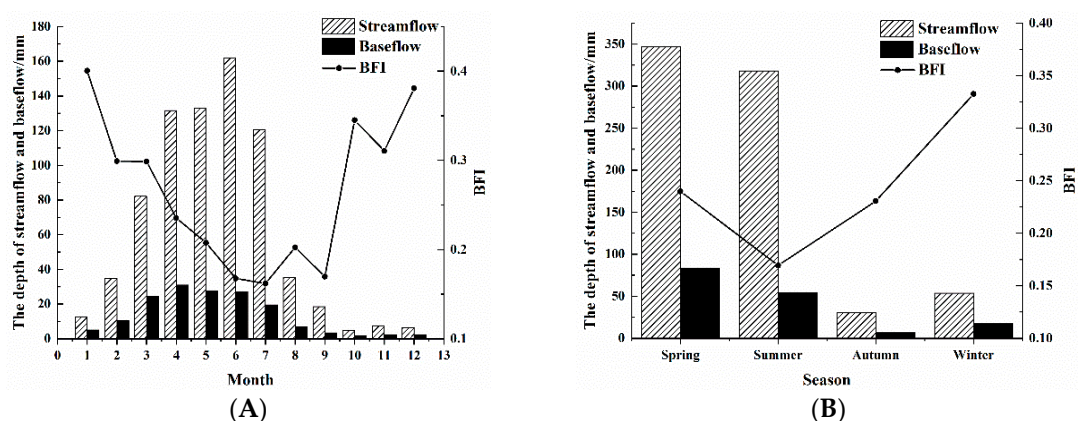 Streamflow
Baseflow
BFI
The depth of streamflow and baseflow/mm
180
160
140
120
100
80
60
40
20
0
0.4
0.3
0.2
0.1
BFI
0 1 2 3 4 5 6 7 8 9 10 11 12 13
Month
(A)
Streamflow
Baseflow
BFI
The depth of streamflow and baseflow/mm
350
300
250
200
150
100
50
0
0.40
0.35
0.30
0.25
0.20
0.15
0.10
BFI
Spring Summer Autumn Winter
Season
(B)